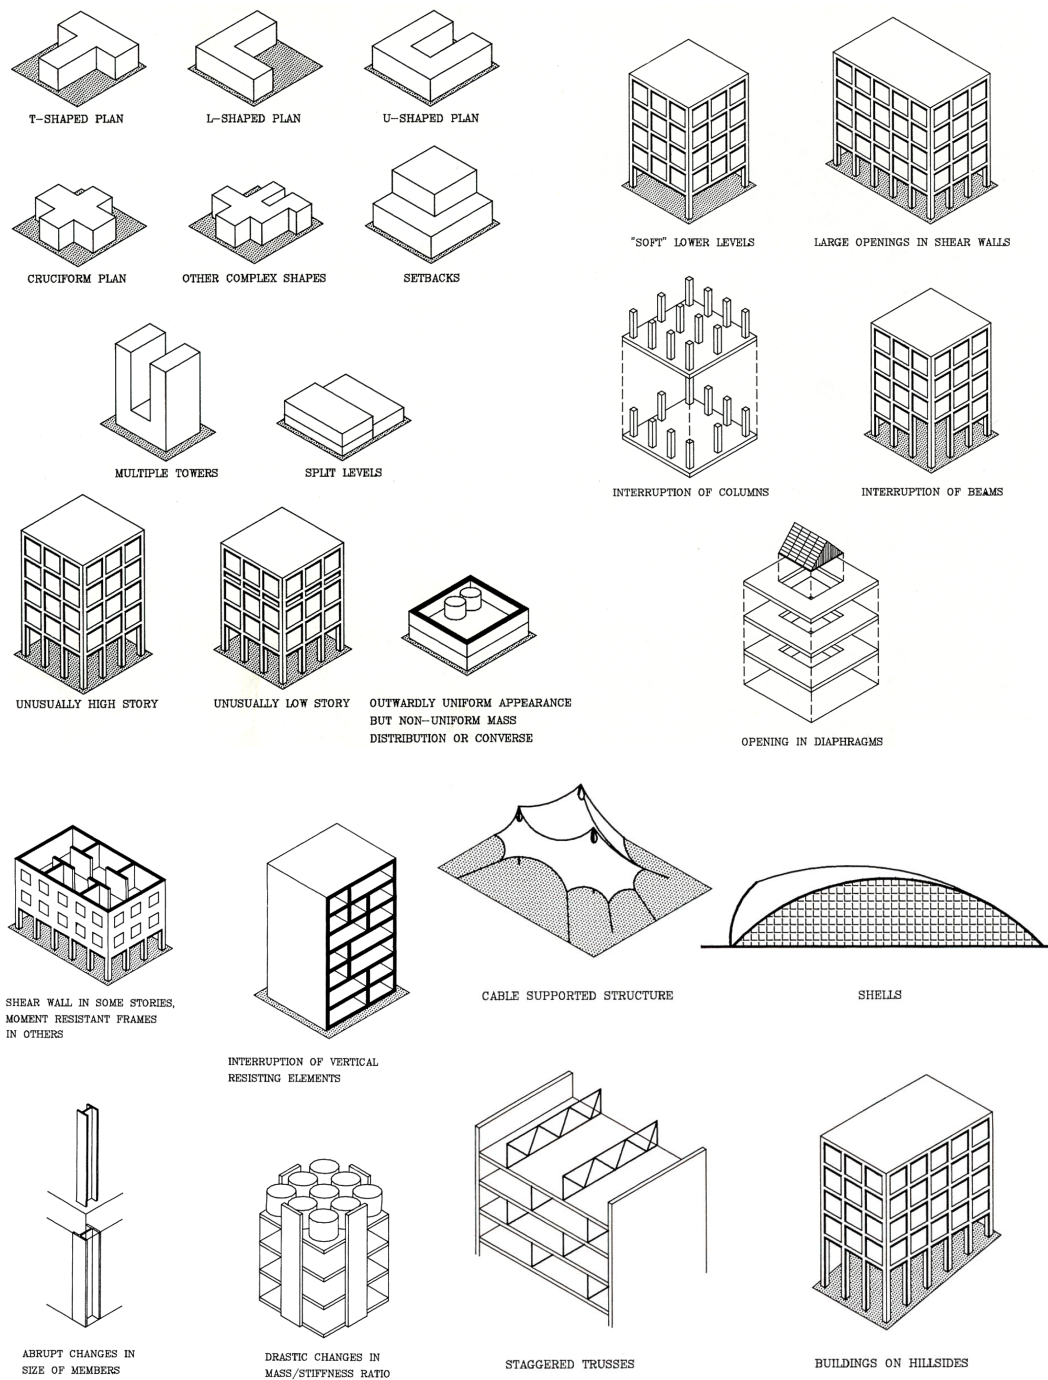 T-SHAPED PLAN
L-SHAPED PLAN
U-SHAPED PLAN
"SOFT" LOWER LEVELS
LARGE OPENINGS IN SHEAR WALLS
CRUCIFORM PLAN
OTHER COMPLEX SHAPES
SETBACKS
MULTIPLE TOWERS
SPLIT LEVELS
INTERRUPTION OF COLUMNS
INTERRUPTION OF BEAMS
UNUSUALLY HIGH STORY
UNUSUALLY LOW STORY
OUTWARDLY UNIFORM APPEARANCE
BUT NON-UNIFORM MASS
DISTRIBUTION OR CONVERSE
OPENING IN DIAPHRAGMS
SHEAR WALL IN SOME STORIES,
MOMENT RESISTANT FRAMES
IN OTHERS
INTERRUPTION OF VERTICAL
RESISTING ELEMENTS
CABLE SUPPORTED STRUCTURE
SHELLS
ABRUPT CHANGES IN
SIZE OF MEMBERS
DRASTIC CHANGES IN
MASS/STIFFNESS RATIO
STAGGERED TRUSSES
BUILDINGS ON HILLSIDES